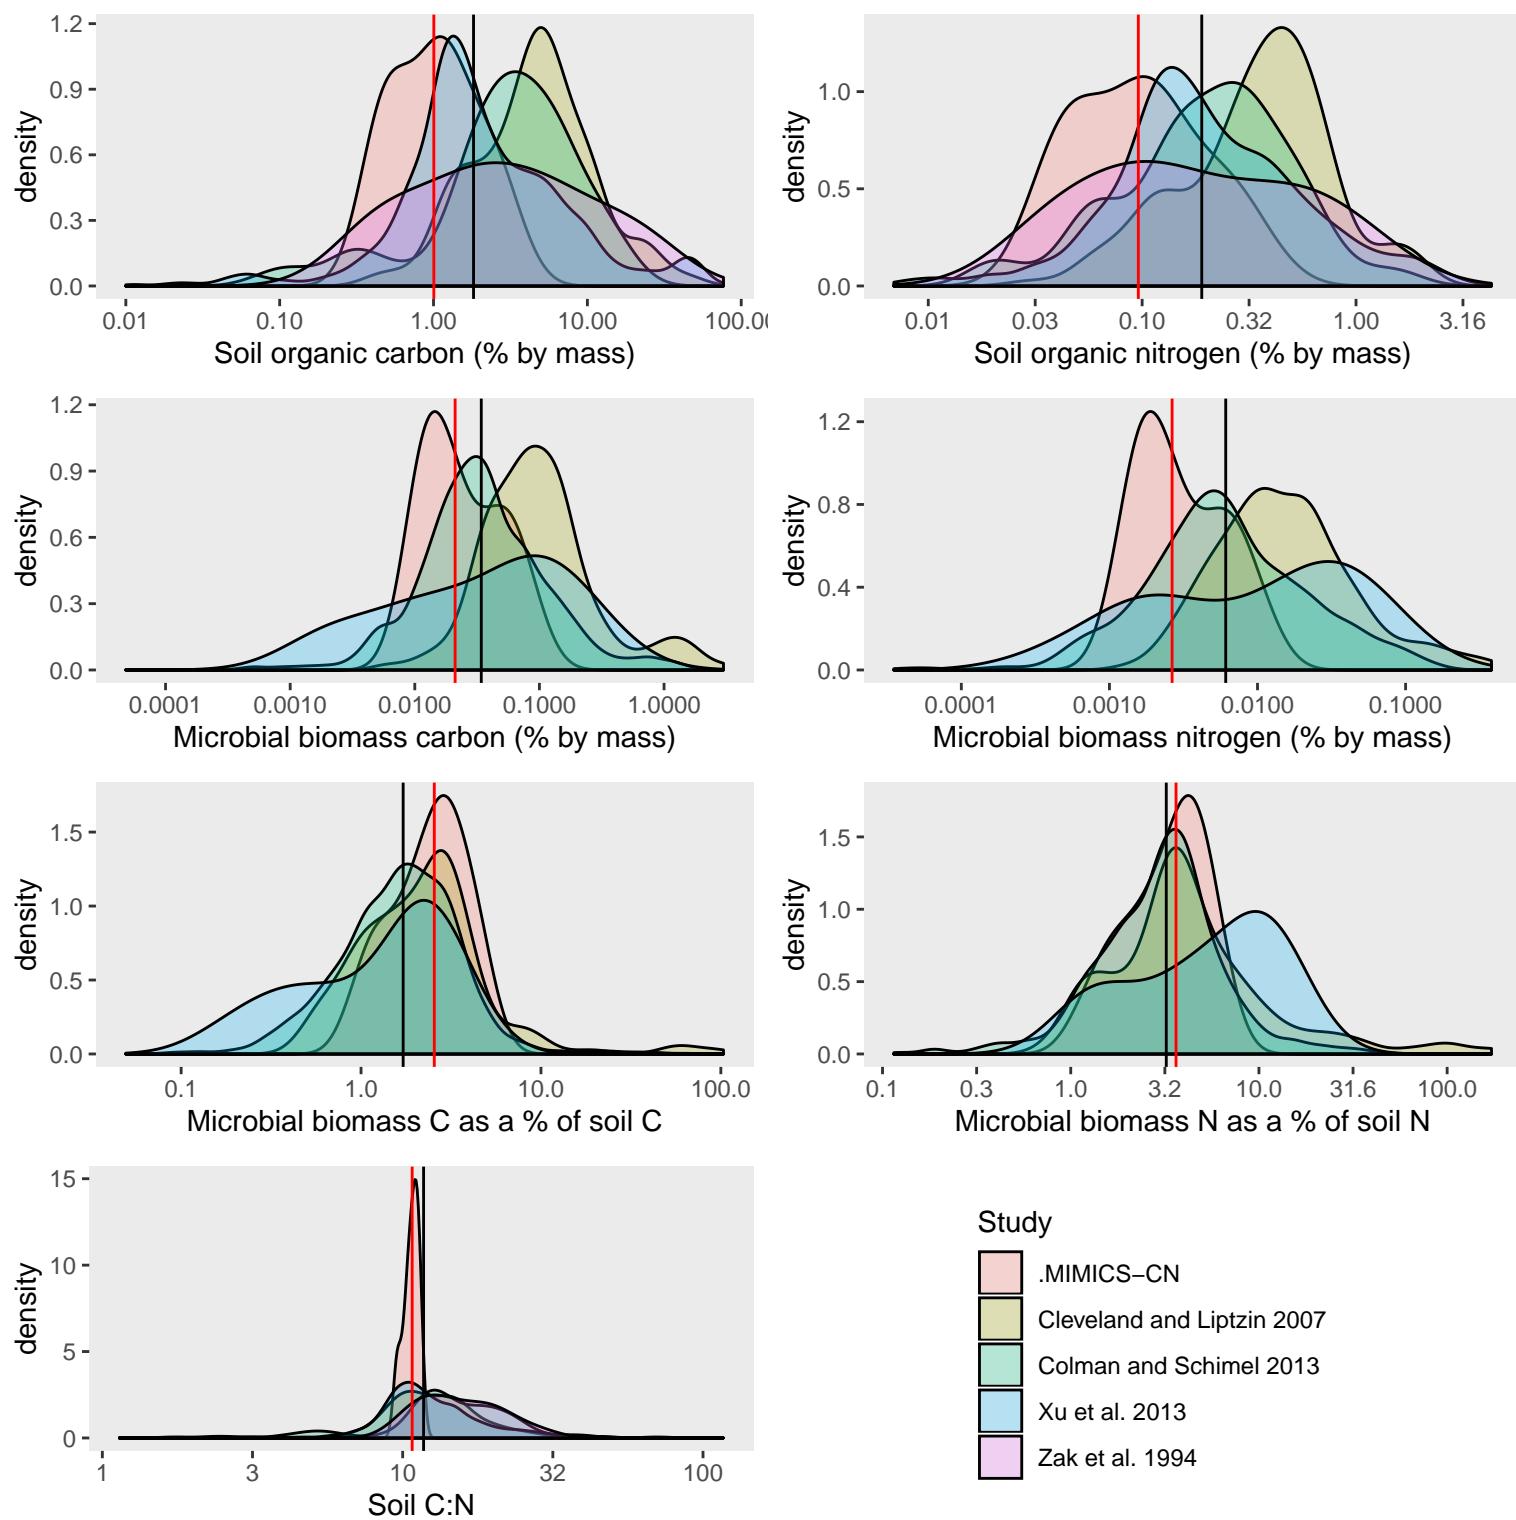 1.2
0.9
0.6
0.3
0.0
density
0.01 0.10 1.00 10.00 100.0
Soil organic carbon (% by mass)
1.0
0.5
0.0
density
0.01 0.03 0.10 0.32 1.00 3.16
Soil organic nitrogen (% by mass)
1.2
0.9
0.6
0.3
0.0
density
0.0001 0.0010 0.0100 0.1000 1.0000
Microbial biomass carbon (% by mass)
1.2
0.8
0.4
0.0
density
0.0001 0.0010 0.0100 0.1000
Microbial biomass nitrogen (% by mass)
1.5
1.0
0.5
0.0
density
0.1 1.0 10.0 100.0
Microbial biomass C as a % of soil C
1.5
1.0
0.5
0.0
density
0.1 0.3 1.0 3.2 10.0 31.6 100.0
Microbial biomass N as a % of soil N
15
10
5
0
density
1 3 10 32 100
Soil C:N
Study
.MIMICS−CN
Cleveland and Liptzin 2007
Colman and Schimel 2013
Xu et al. 2013
Zak et al. 1994